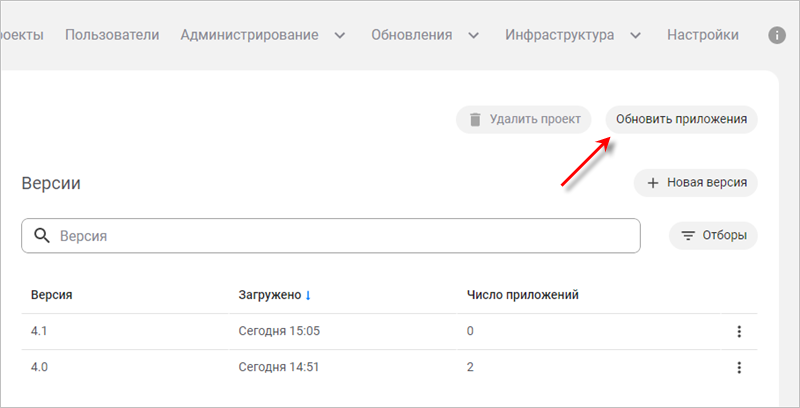 роекты Пользователи Администрирование Обновления Инфраструктура Настройки
Удалить проект Обновить приложения
Версии + Новая версия
Версия Отборы
Версия Загружено ↓ Число приложений
4.1 Сегодня 15:05 0
4.0 Сегодня 14:51 2